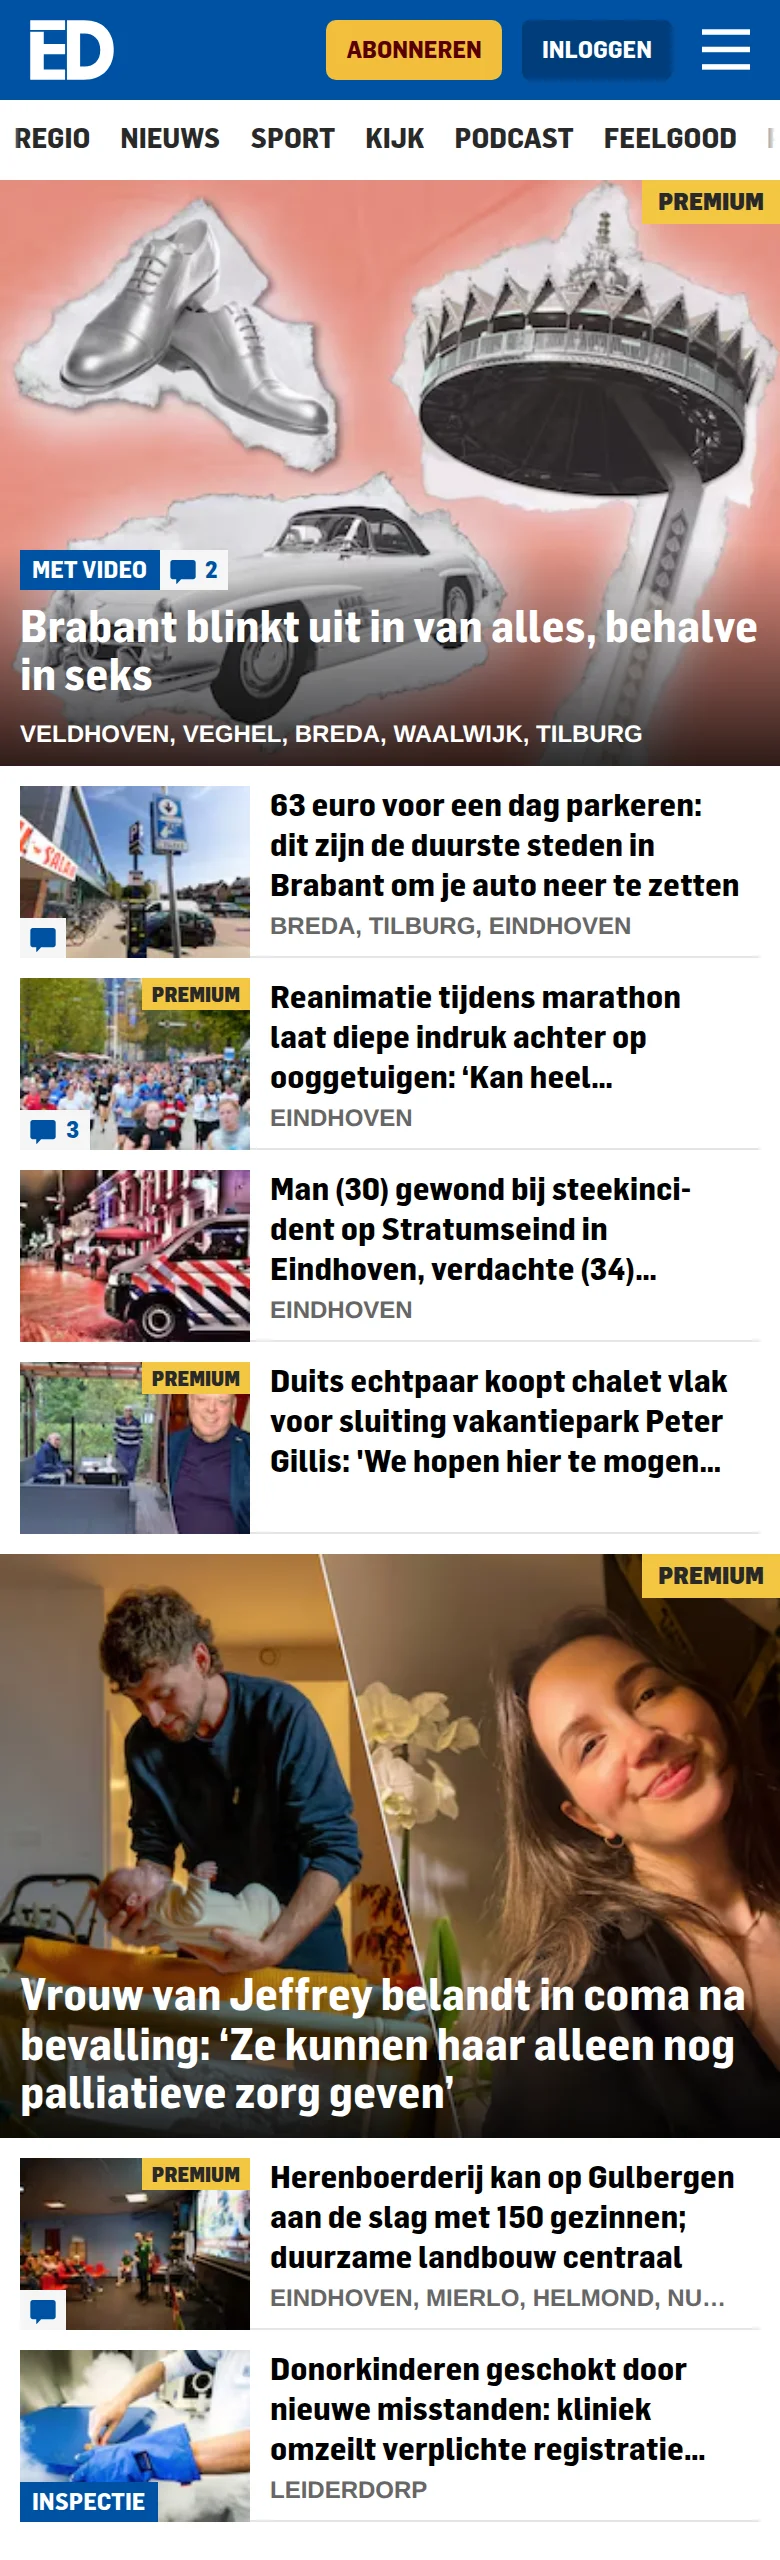 ED
ABONNEREN
INLOGGEN
REGIO NIEUWS SPORT KIJK PODCAST FEELGOOD
PREMIUM
MET VIDEO 2
Brabant blinkt uit in van alles, behalve
in seks
VELDHOVEN, VEGHEL, BREDA, WAALWIJK, TILBURG
63 euro voor een dag parkeren:
dit zijn de duurste steden in
Brabant om je auto neer te zetten
BREDA, TILBURG, EINDHOVEN
PREMIUM
3
Reanimatie tijdens marathon
laat diepe indruk achter op
ooggetuigen: ‘Kan heel...
EINDHOVEN
Man (30) gewond bij steekinci-
dent op Stratumseind in
Eindhoven, verdachte (34)...
EINDHOVEN
PREMIUM
Duits echtpaar koopt chalet vlak
voor sluiting vakantiepark Peter
Gillis: 'We hopen hier te mogen...
PREMIUM
Vrouw van Jeffrey belandt in coma na
bevalling: ‘Ze kunnen haar alleen nog
palliatieve zorg geven’
PREMIUM
Herenboerderij kan op Gulbergen
aan de slag met 150 gezinnen;
duurzame landbouw centraal
EINDHOVEN, MIERLO, HELMOND, NU...
INSPECTIE
Donorkinderen geschokt door
nieuwe misstanden: kliniek
omzeilt verplichte registratie...
LEIDERDORP